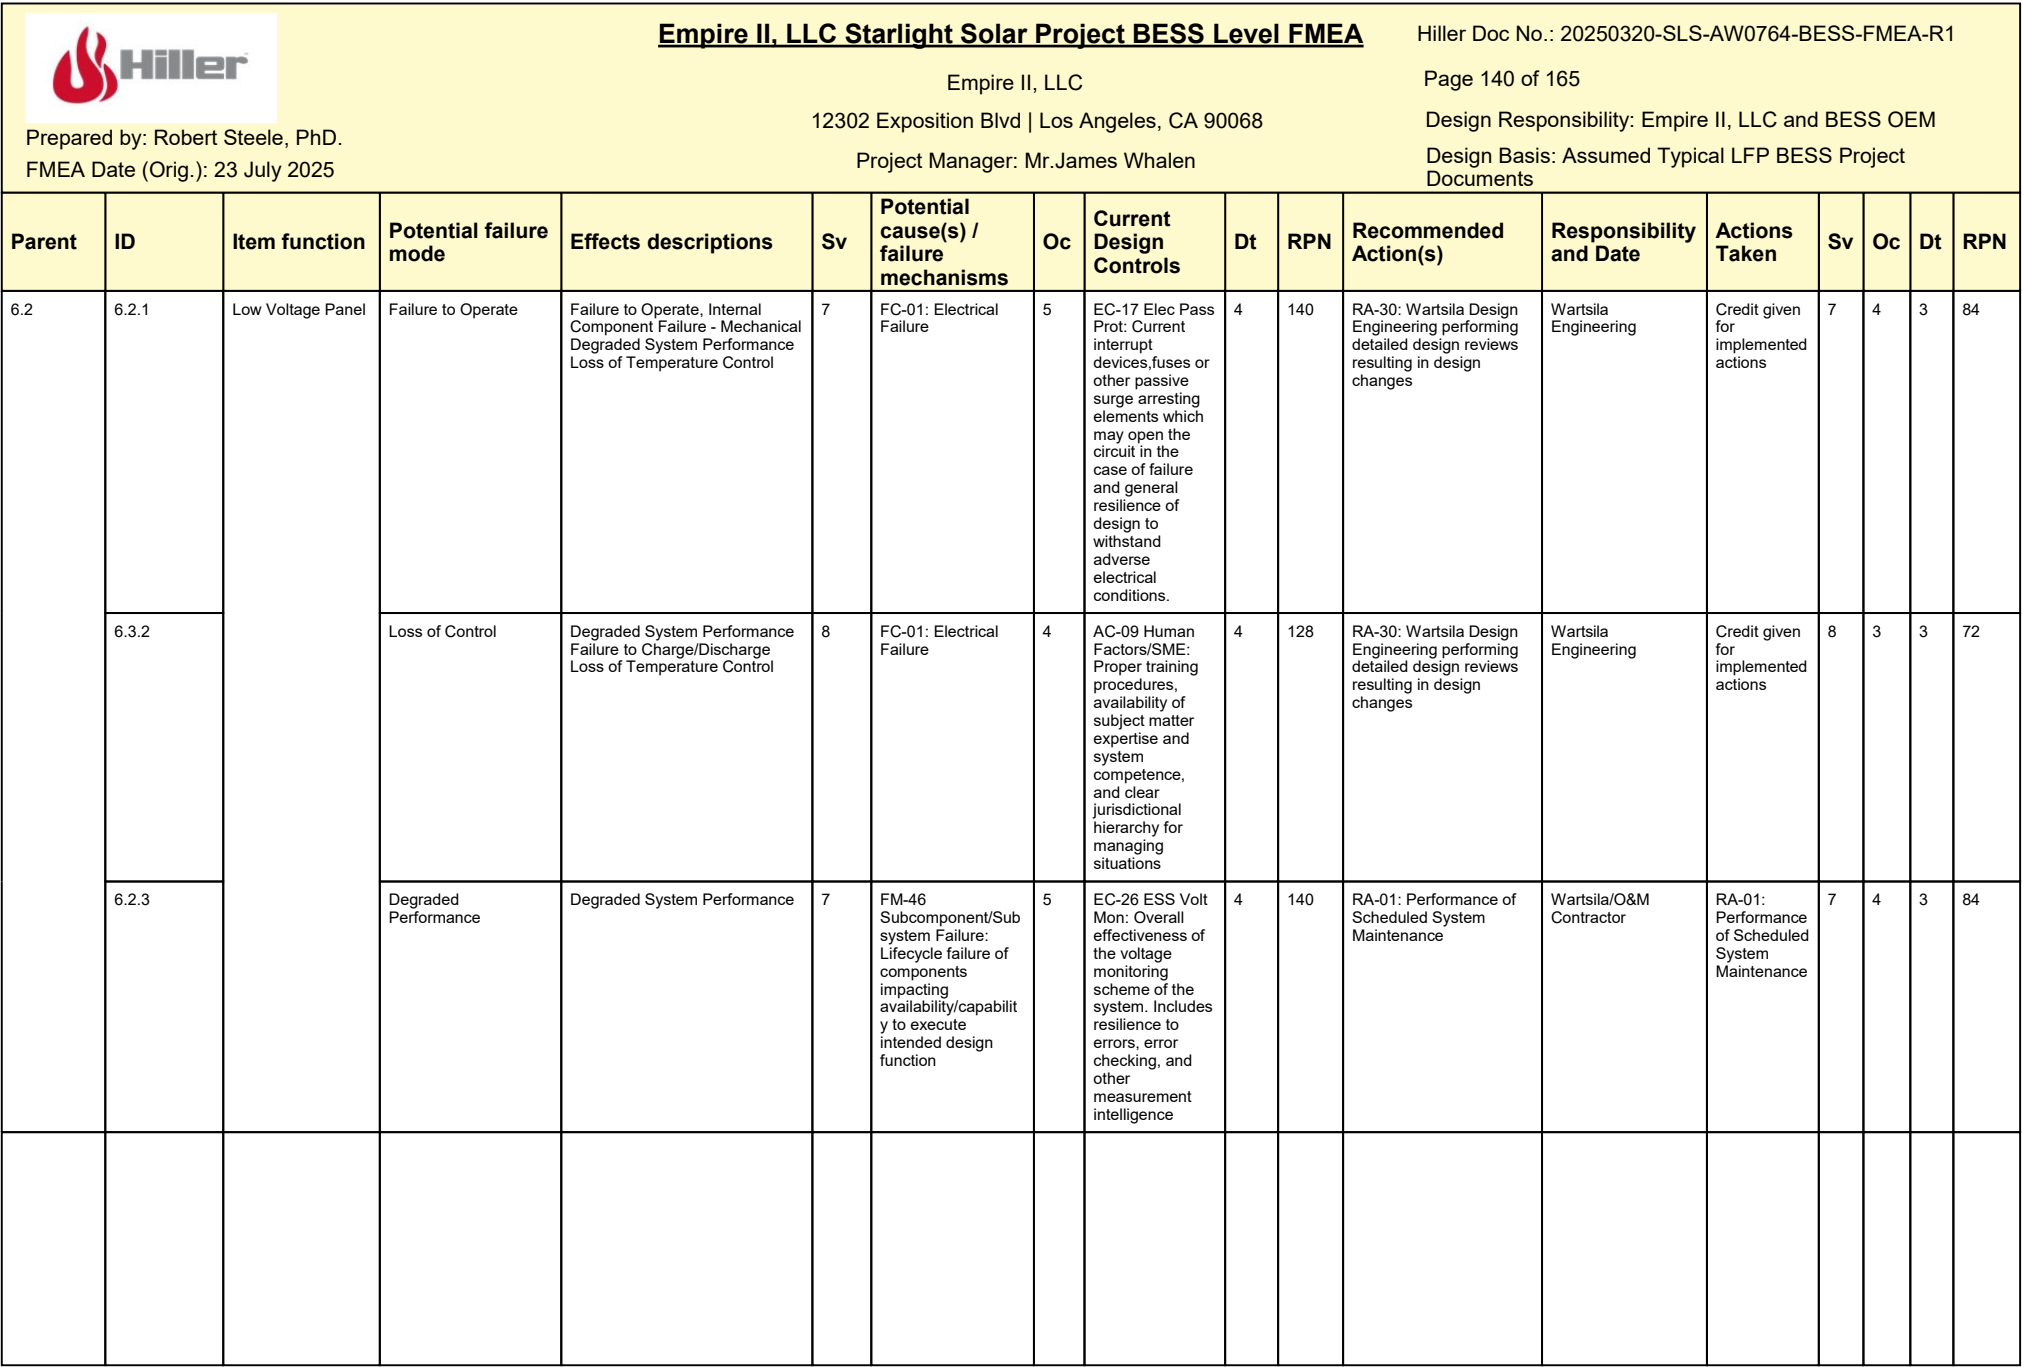 Hiller
Prepared by: Robert Steele, PhD.
FMEA Date (Orig.): 23 July 2025
Empire II, LLC Starlight Solar Project BESS Level FMEA
Empire II, LLC
12302 Exposition Blvd | Los Angeles, CA 90068
Project Manager: Mr.James Whalen
Hiller Doc No.: 20250320-SLS-AW0764-BESS-FMEA-R1
Page 140 of 165
Design Responsibility: Empire II, LLC and BESS OEM
Design Basis: Assumed Typical LFP BESS Project
Documents
Parent
ID
Item function
Potential failure
mode
Effects descriptions
Sv
Potential
cause(s) /
failure
mechanisms
Oc
Current
Design
Controls
Dt
RPN
Recommended
Action(s)
Responsibility
and Date
Actions
Taken
Sv
Oc
Dt
RPN
6.2
6.2.1
Low Voltage Panel
Failure to Operate
Failure to Operate, Internal
Component Failure - Mechanical
Degraded System Performance
Loss of Temperature Control
7
FC-01: Electrical
Failure
5
EC-17 Elec Pass
Prot: Current
interrupt
devices,fuses or
other passive
surge arresting
elements which
may open the
circuit in the
case of failure
and general
resilience of
design to
withstand
adverse
electrical
conditions.
4
140
RA-30: Wartsila Design
Engineering performing
detailed design reviews
resulting in design
changes
Wartsila
Engineering
Credit given
for
implemented
actions
7
4
3
84
6.3.2
Loss of Control
Degraded System Performance
Failure to Charge/Discharge
Loss of Temperature Control
8
FC-01: Electrical
Failure
4
AC-09 Human
Factors/SME:
Proper training
procedures,
availability of
subject matter
expertise and
system
competence,
and clear
jurisdictional
hierarchy for
managing
situations
4
128
RA-30: Wartsila Design
Engineering performing
detailed design reviews
resulting in design
changes
Wartsila
Engineering
Credit given
for
implemented
actions
8
3
3
72
6.2.3
Degraded
Performance
Degraded System Performance
7
FM-46
Subcomponent/Sub
system Failure:
Lifecycle failure of
components
impacting
availability/capabilit
y to execute
intended design
function
5
EC-26 ESS Volt
Mon: Overall
effectiveness of
the voltage
monitoring
scheme of the
system. Includes
resilience to
errors, error
checking, and
other
measurement
intelligence
4
140
RA-01: Performance of
Scheduled System
Maintenance
Wartsila/O&M
Contractor
RA-01:
Performance
of Scheduled
System
Maintenance
7
4
3
84